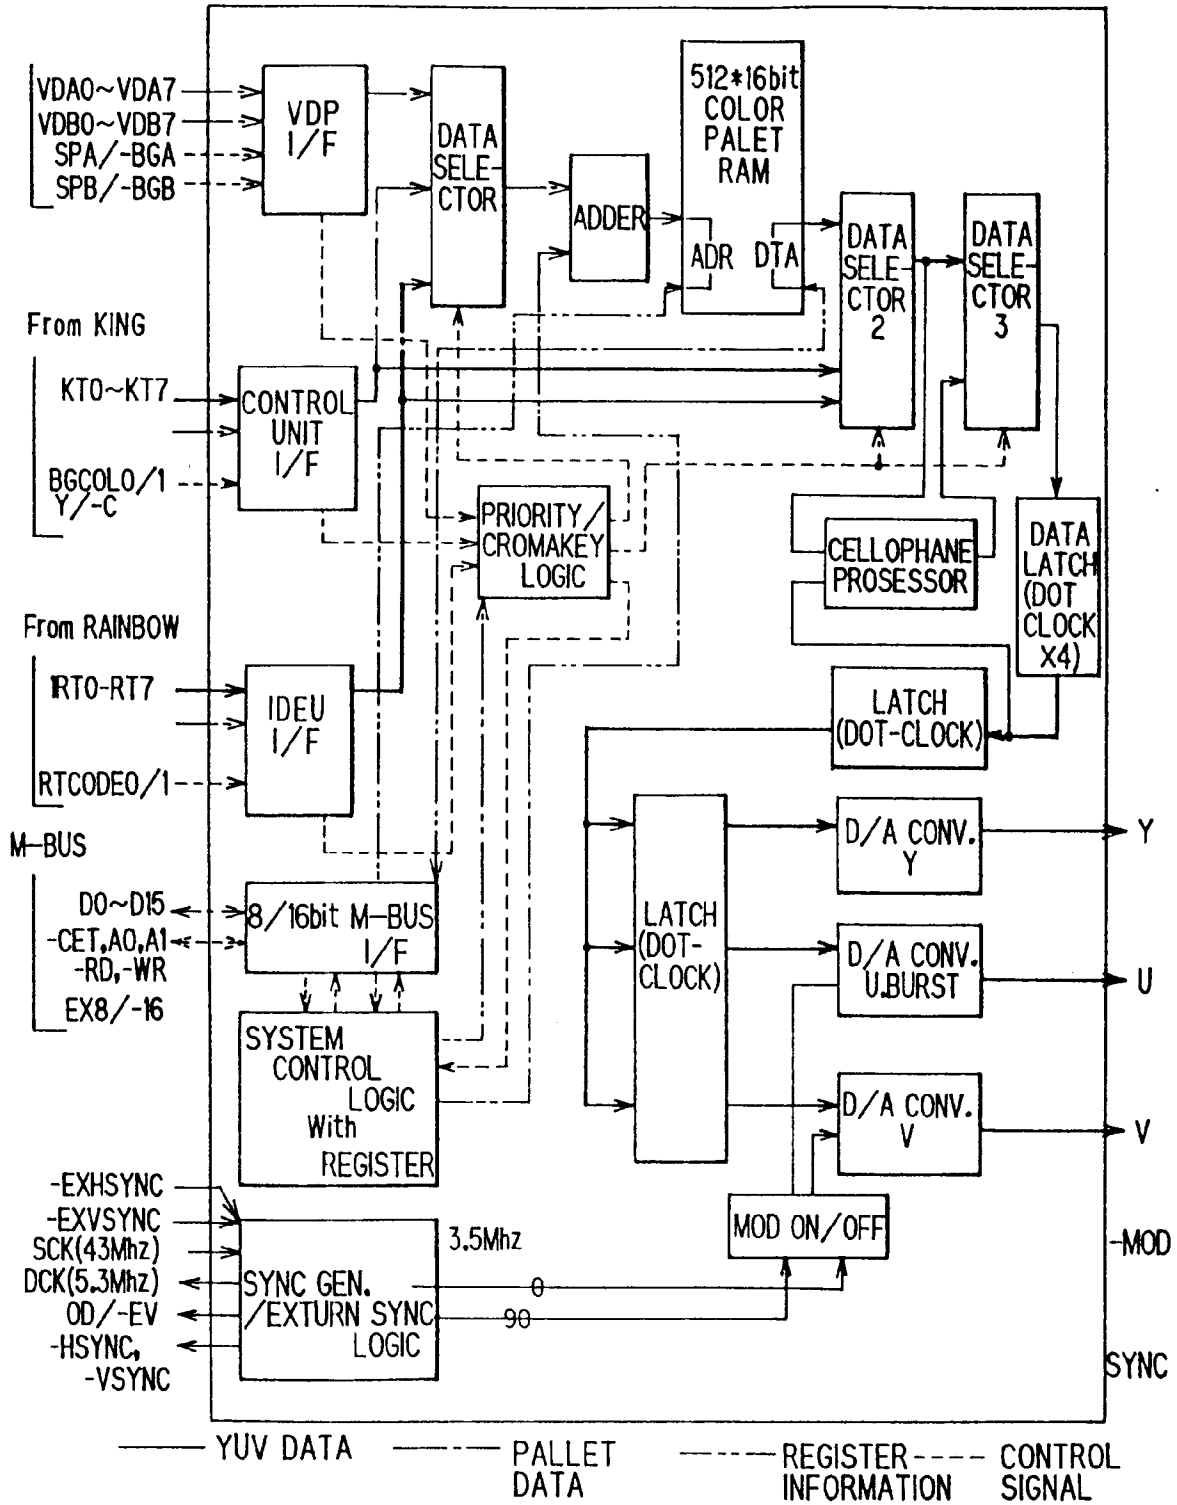 VDA0~VDA7
VDB0~VDB7
SPA/-BGA
SPB/-BGB
VDP
I/F
DATA
SELE-
CTOR
ADDER
512*16bit
COLOR
PALET
RAM
ADR
DTA
DATA
SELE-
CTOR
2
DATA
SELE-
CTOR
3
From KING
KT0~KT7
BGCOL0/1
Y/-C
CONTROL
UNIT
I/F
PRIORITY/
CROMAKEY
LOGIC
CELLOPHANE
PROSESSOR
DATA
LATCH
(DOT
CLOCK
X4)
From RAINBOW
1RT0-RT7
RTCODE0/1
IDEU
I/F
LATCH
(DOT-CLOCK)
M-BUS
D0~D15
-CET,A0,A1
-RD,-WR
EX8/-16
8/16bit M-BUS
I/F
SYSTEM
CONTROL
LOGIC
With
REGISTER
LATCH
(DOT-
CLOCK)
D/A CONV.
Y
Y
D/A CONV.
U.BURST
U
D/A CONV.
V
V
MOD ON/OFF
-MOD
SYNC
-EXHSYNC
-EXVSYNC
SCK(43Mhz)
DCK(5.3Mhz)
OD/-EV
-HSYNC,
-VSYNC
SYNC GEN.
/EXTURN SYNC
LOGIC
3.5Mhz
0
90
YUV DATA
PALLET
DATA
REGISTER
INFORMATION
CONTROL
SIGNAL